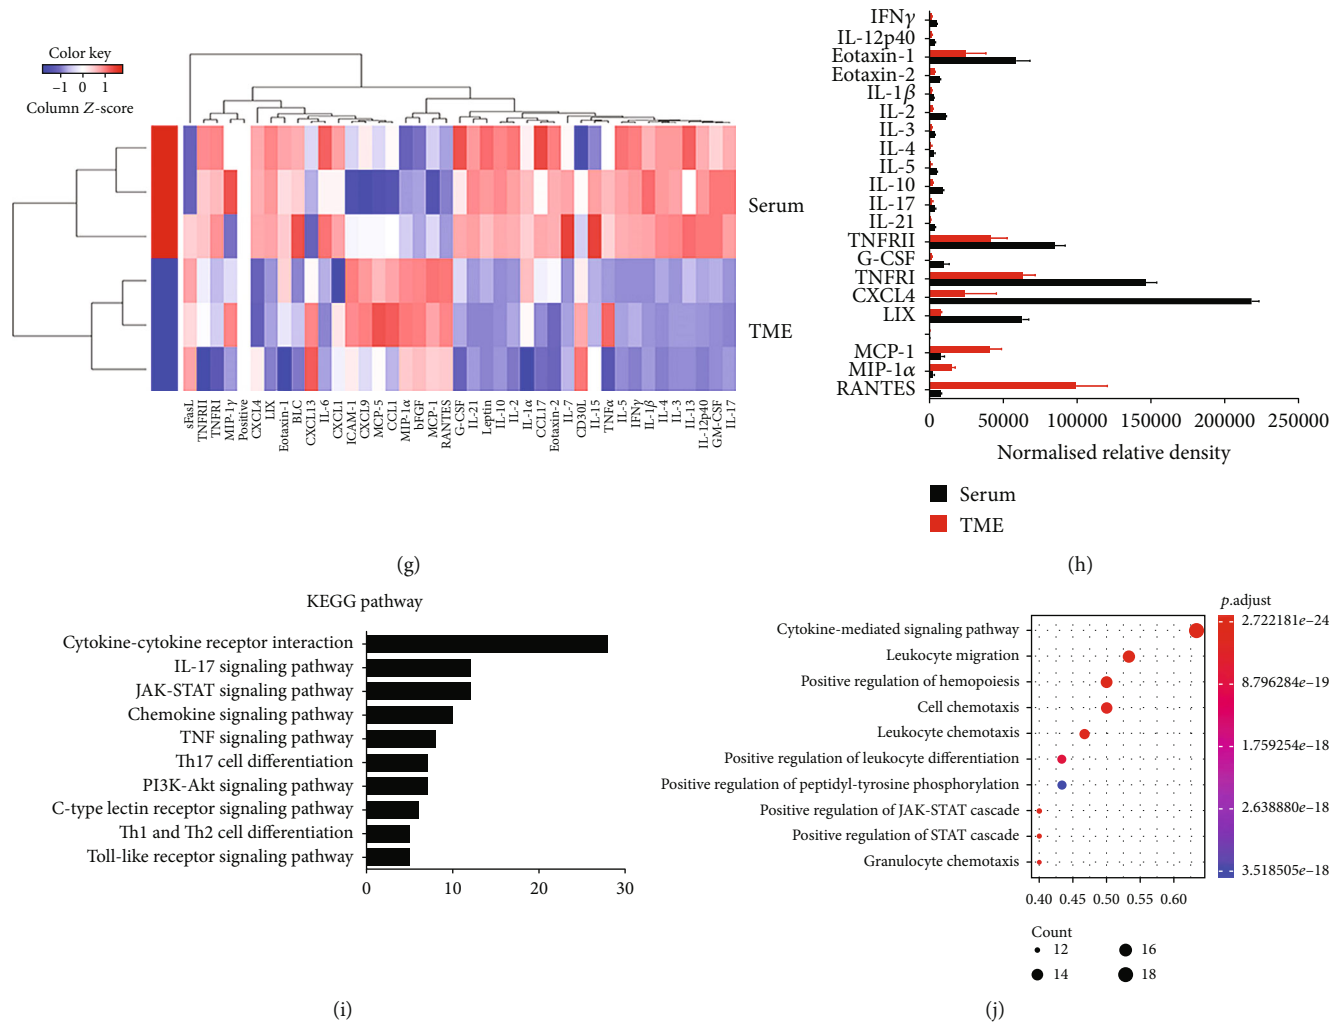 Color key
−1 0 1
Column Z-score
Serum
TME
sFasL
TNFRII
TNFRI
MIP-1γ
Positive
CXCL4
LIX
Eotaxin-1
BLC
CXCL13
IL-6
CXCL1
ICAM-1
CXCL9
MCP-5
CCL1
MIP-1α
bFGF
MCP-1
RANTES
G-CSF
IL-21
Leptin
IL-10
IL-2
IL-1α
CCL17
Eotaxin-2
IL-7
CD30L
IL-15
TNFα
IL-5
IFNγ
IL-1β
IL-4
IL-3
IL-13
IL-12p40
GM-CSF
IL-17
(g)
IFNγ
IL-12p40
Eotaxin-1
Eotaxin-2
IL-1β
IL-2
IL-3
IL-4
IL-5
IL-10
IL-17
IL-21
TNFRII
G-CSF
TNFRI
CXCL4
LIX
MCP-1
MIP-1α
RANTES
0 50000 100000 150000 200000 250000
Normalised relative density
Serum
TME
(h)
KEGG pathway
Cytokine-cytokine receptor interaction
IL-17 signaling pathway
JAK-STAT signaling pathway
Chemokine signaling pathway
TNF signaling pathway
Th17 cell differentiation
PI3K-Akt signaling pathway
C-type lectin receptor signaling pathway
Th1 and Th2 cell differentiation
Toll-like receptor signaling pathway
0 10 20 30
(i)
Cytokine-mediated signaling pathway
Leukocyte migration
Positive regulation of hemopoiesis
Cell chemotaxis
Leukocyte chemotaxis
Positive regulation of leukocyte differentiation
Positive regulation of peptidyl-tyrosine phosphorylation
Positive regulation of JAK-STAT cascade
Positive regulation of STAT cascade
Granulocyte chemotaxis
0.40 0.45 0.50 0.55 0.60
p.adjust
2.722181e−24
8.796284e−19
1.759254e−18
2.638880e−18
3.518505e−18
Count
12 16
14 18
(j)